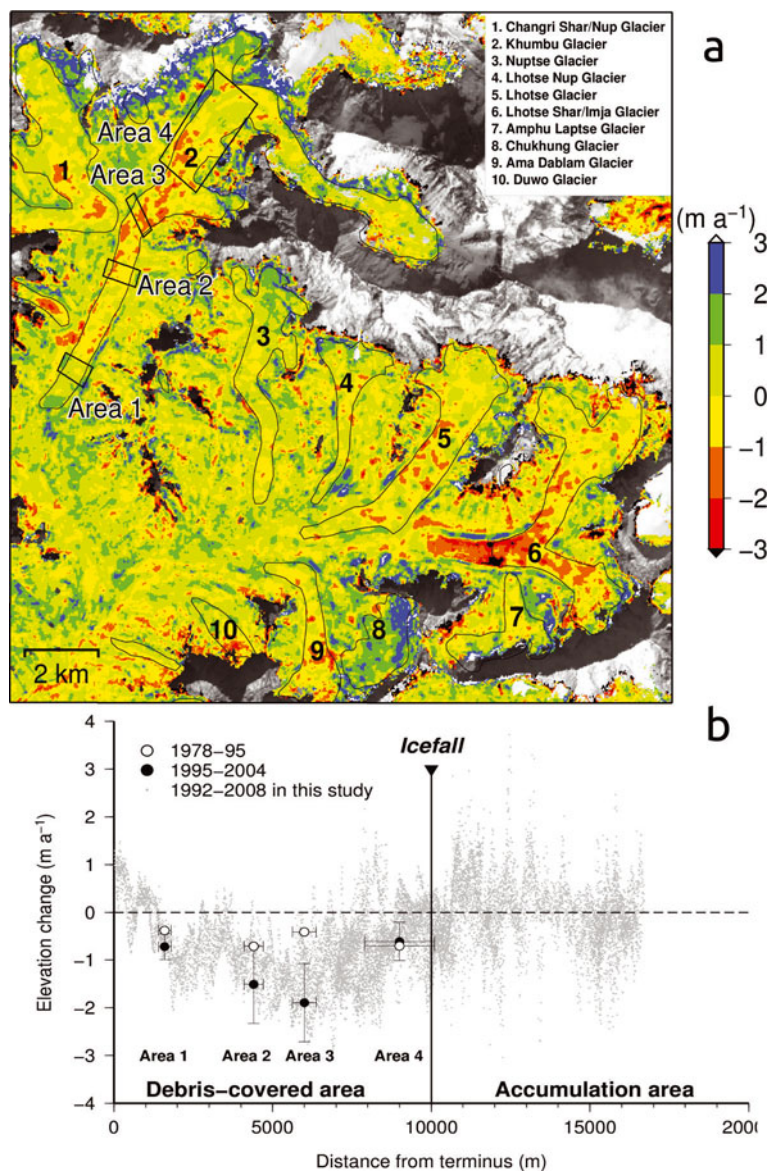 a
1. Changri Shar/Nup Glacier
2. Khumbu Glacier
3. Nuptse Glacier
4. Lhotse Nup Glacier
5. Lhotse Glacier
6. Lhotse Shar/Imja Glacier
7. Amphu Laptse Glacier
8. Chukhung Glacier
9. Ama Dablam Glacier
10. Duwo Glacier
Area 4
1
2
Area 3
(m a⁻¹)
3
2
1
0
−1
−2
−3
Area 2
3
4
Area 1
5
6
7
8
9
10
2 km
b
4
3
2
1
0
−1
−2
−3
−4
Elevation change (m a⁻¹)
1978−95
1995−2004
1992−2008 in this study
Icefall
Area 1
Area 2
Area 3
Area 4
Debris−covered area
Accumulation area
0
5000
10000
15000
2000
Distance from terminus (m)